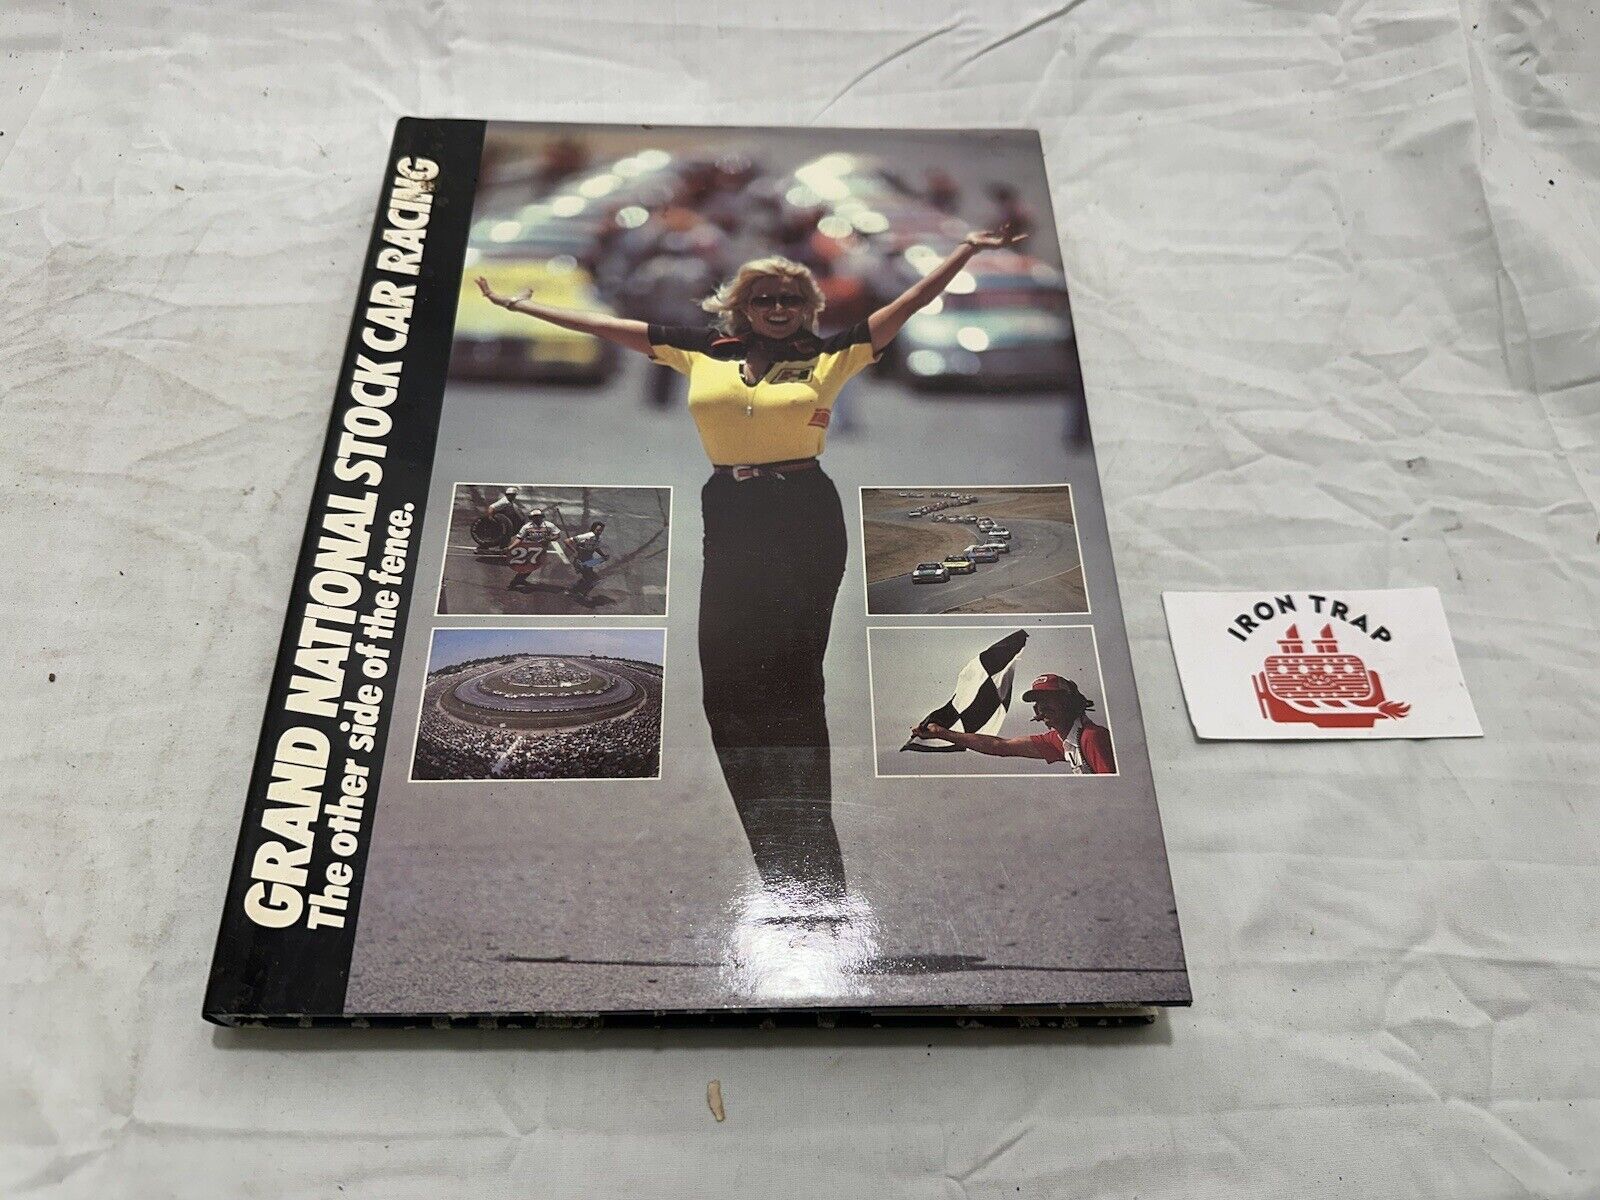 GRAND NATIONAL STOCK CAR RACING
The other side of the fence.
27
IRON TRAP